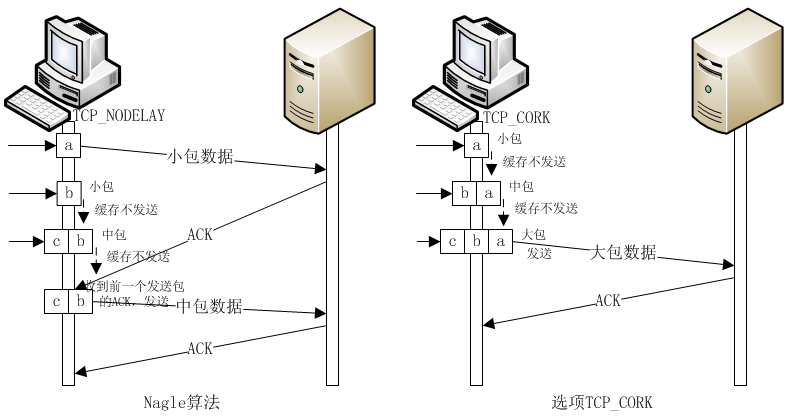 TCP_NODELAY
a
小包数据
b
小包
缓存不发送
c b
中包
缓存不发送
ACK
收到前一个发送包
的ACK，发送
c b
中包数据
ACK
Nagle算法
TCP_CORK
a
小包
缓存不发送
b a
中包
缓存不发送
c b a
大包
发送
大包数据
ACK
选项TCP_CORK